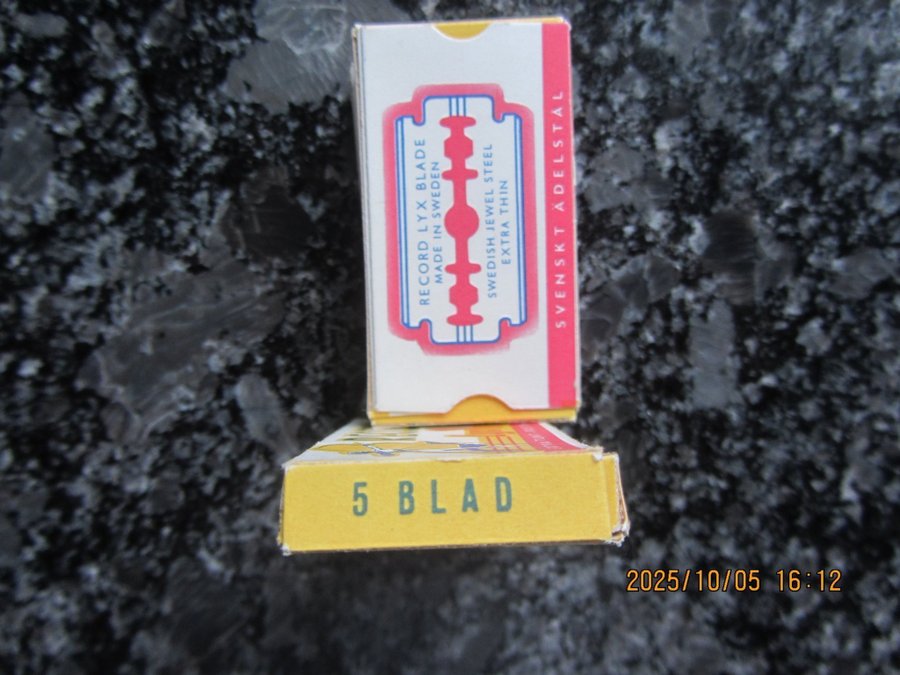 RECORD LYX BLADE
MADE IN SWEDEN
SWEDISH JEWEL STEEL
EXTRA THIN
SVENSKT ÄDELSTÅL
5 BLAD
2025/10/05 16:12